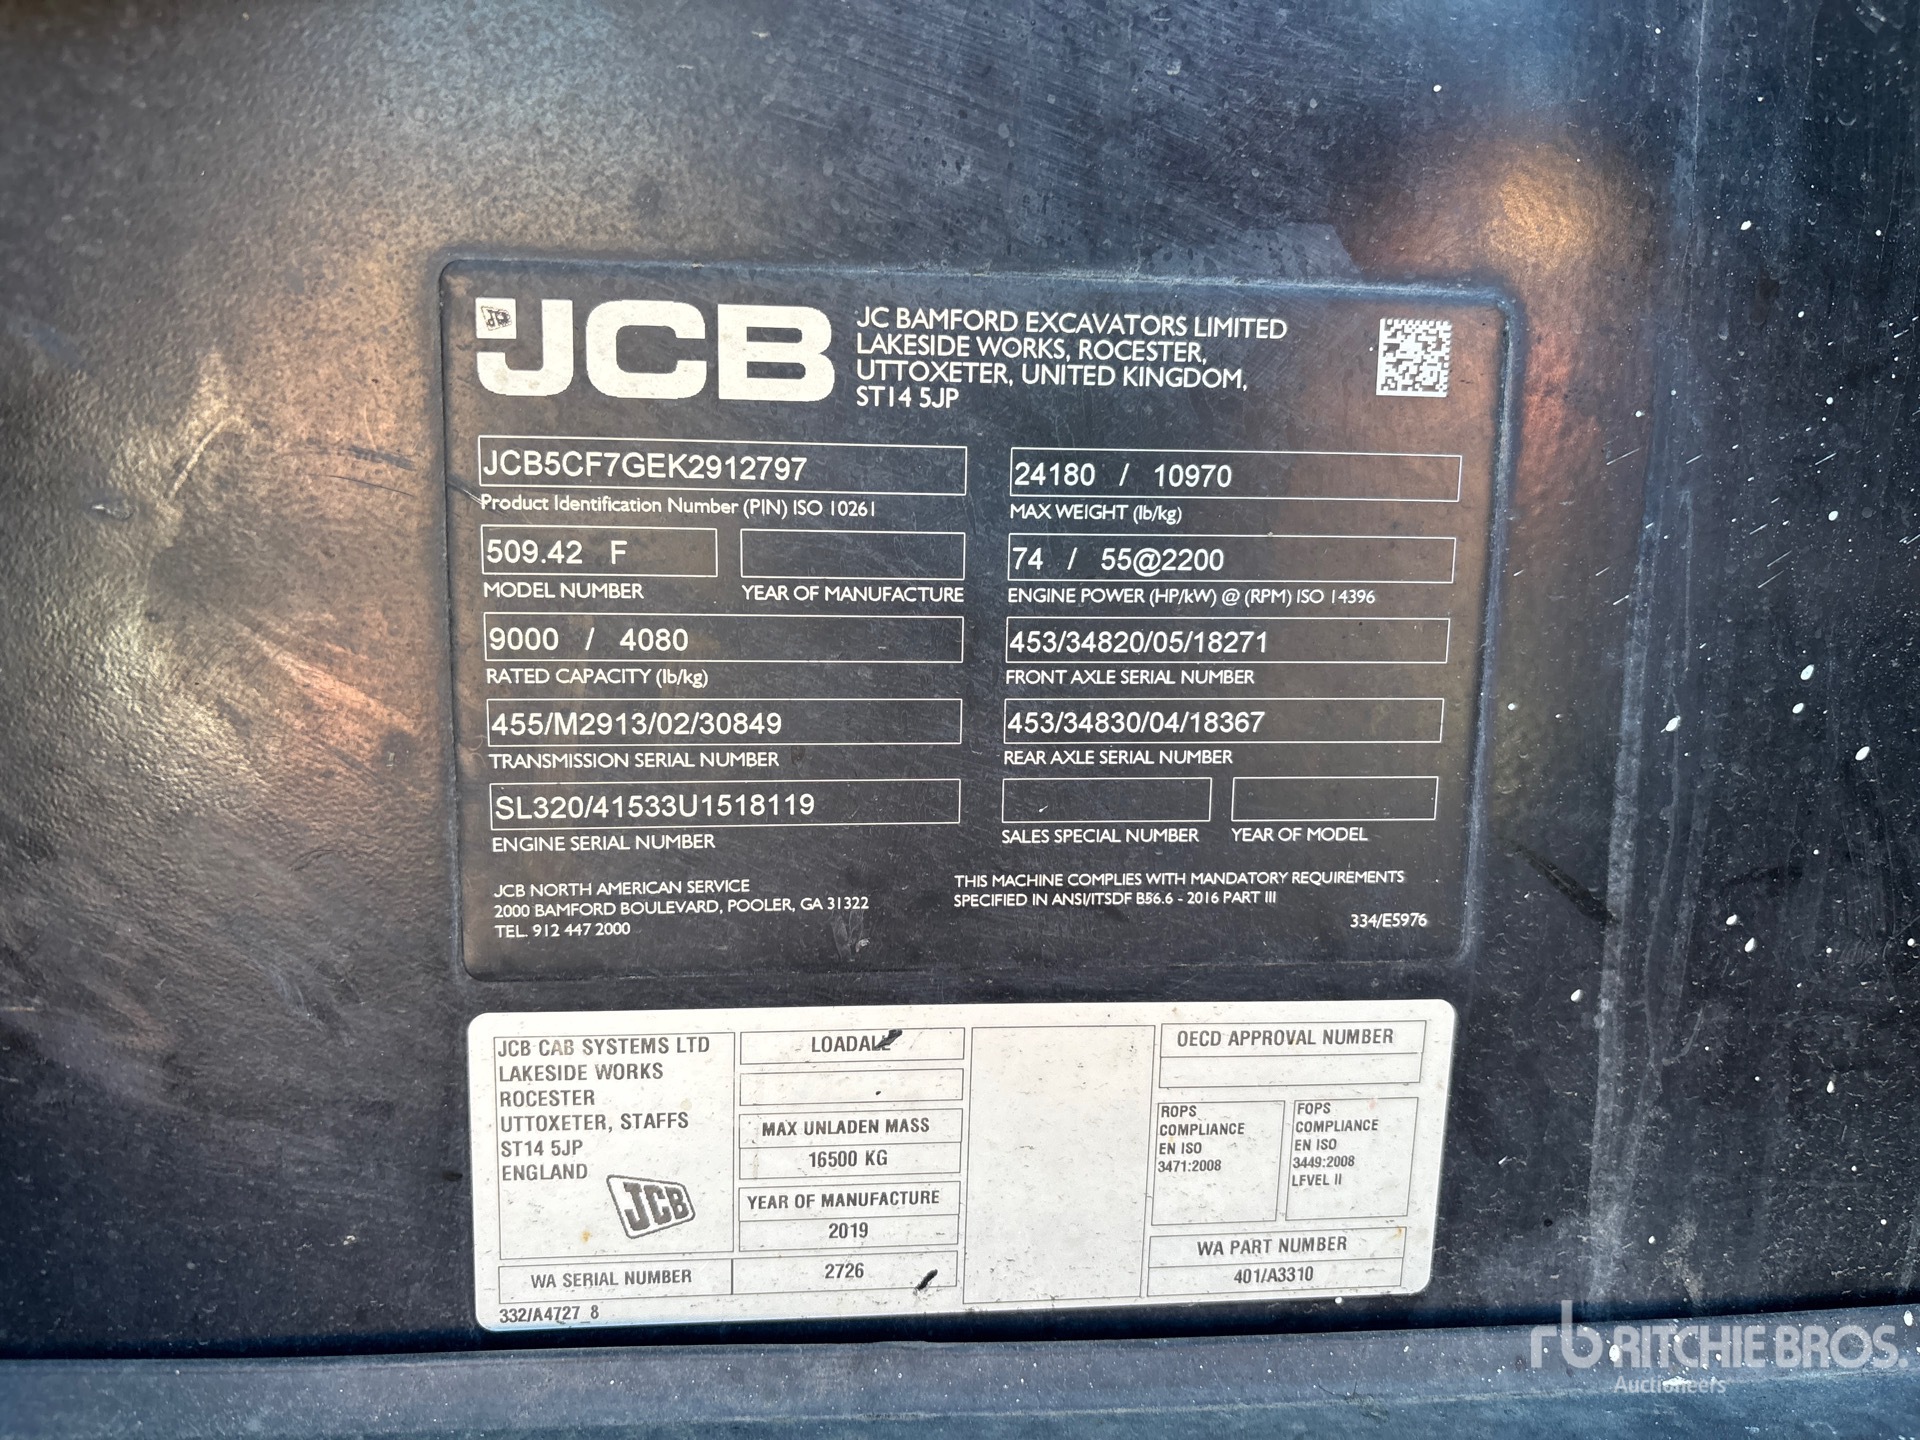 JCB
JC BAMFORD EXCAVATORS LIMITED
LAKESIDE WORKS, ROCESTER,
UTTOXETER, UNITED KINGDOM,
ST14 5JP
JCB5CF7GEK2912797
Product Identification Number (PIN) ISO 10261
509.42 F
MODEL NUMBER
YEAR OF MANUFACTURE
9000 / 4080
RATED CAPACITY (lb/kg)
455/M2913/02/30849
TRANSMISSION SERIAL NUMBER
SL320/41533U1518119
ENGINE SERIAL NUMBER
24180 / 10970
MAX WEIGHT (lb/kg)
74 / 55@2200
ENGINE POWER (HP/kW) @ (RPM) ISO 14396
453/34820/05/18271
FRONT AXLE SERIAL NUMBER
453/34830/04/18367
REAR AXLE SERIAL NUMBER
SALES SPECIAL NUMBER
YEAR OF MODEL
JCB NORTH AMERICAN SERVICE
2000 BAMFORD BOULEVARD, POOLER, GA 31322
TEL. 912 447 2000
THIS MACHINE COMPLIES WITH MANDATORY REQUIREMENTS
SPECIFIED IN ANSI/ITSDF B56.6 - 2016 PART III
334/E5976
JCB CAB SYSTEMS LTD
LAKESIDE WORKS
ROCESTER
UTTOXETER, STAFFS
ST14 5JP
ENGLAND
JCB
WA SERIAL NUMBER
332/A4727_8
LOADALL
MAX UNLADEN MASS
16500 KG
YEAR OF MANUFACTURE
2019
2726
OECD APPROVAL NUMBER
ROPS
COMPLIANCE
EN ISO
3471:2008
FOPS
COMPLIANCE
EN ISO
3449:2008
LEVEL II
WA PART NUMBER
401/A3310
rb RITCHIE BROS.
Auctioneers